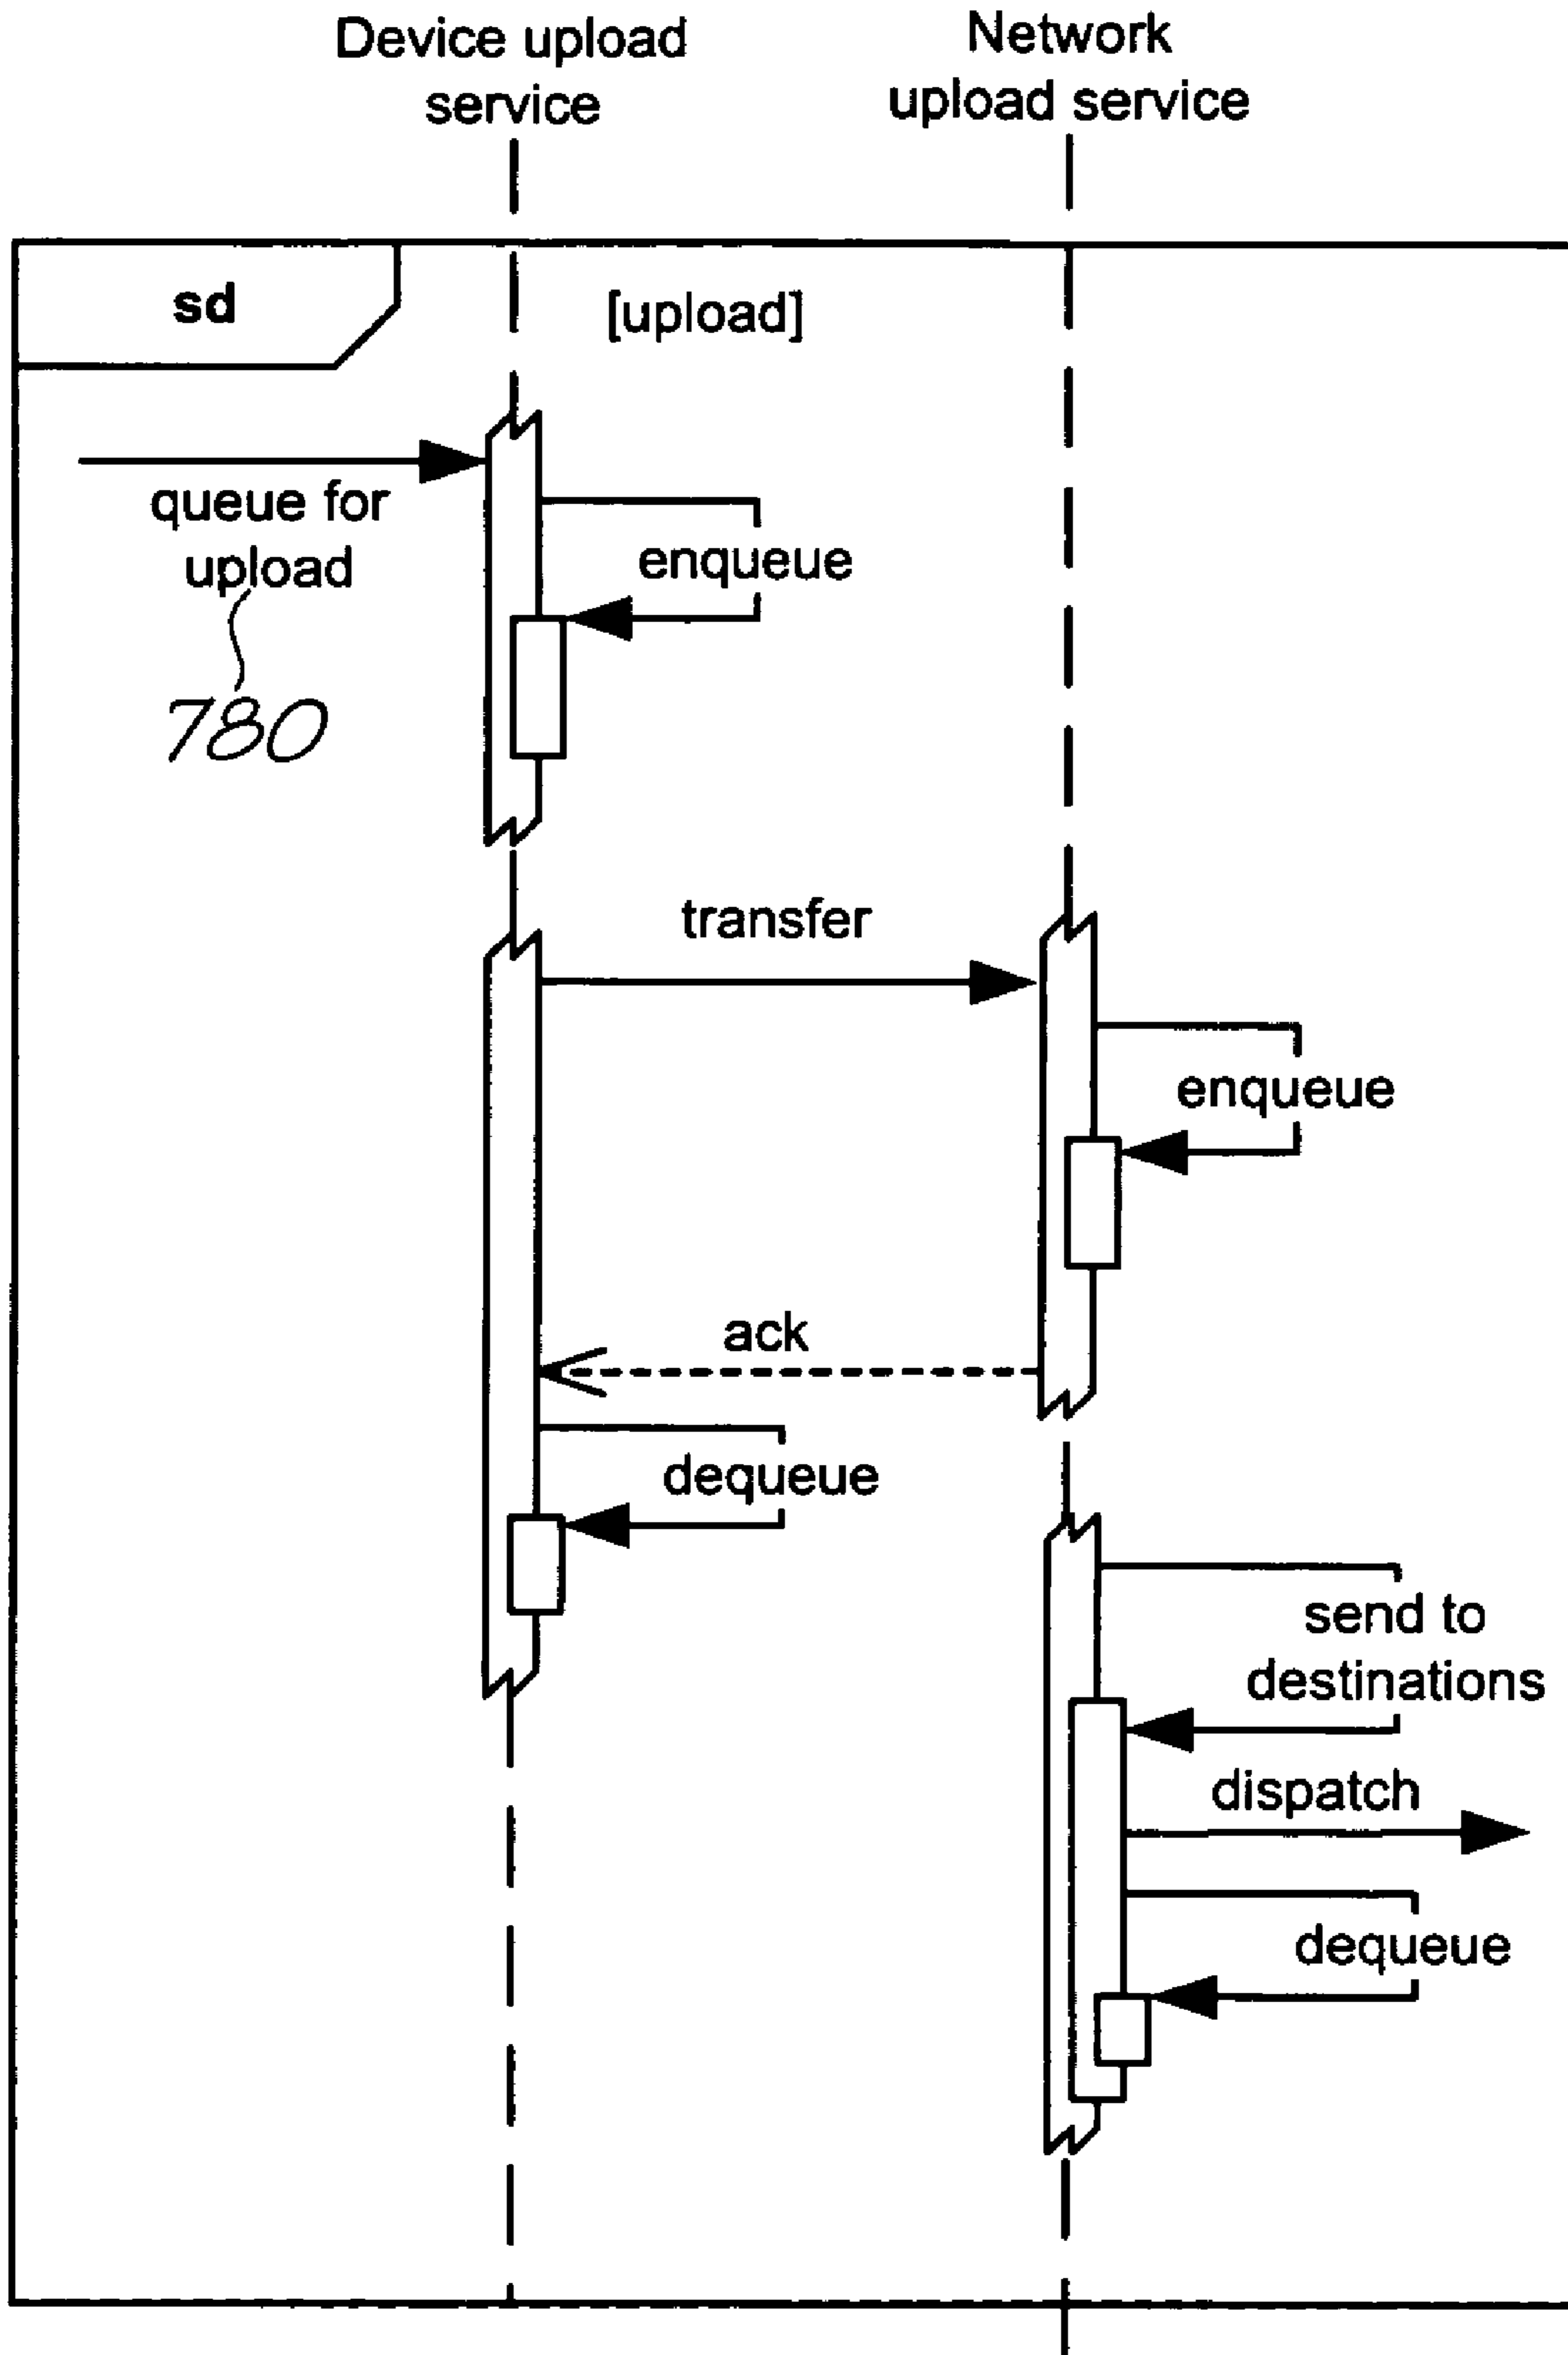 Device upload
service
Network
upload service
sd
[upload]
queue for
upload
780
enqueue
transfer
enqueue
ack
dequeue
send to
destinations
dispatch
dequeue